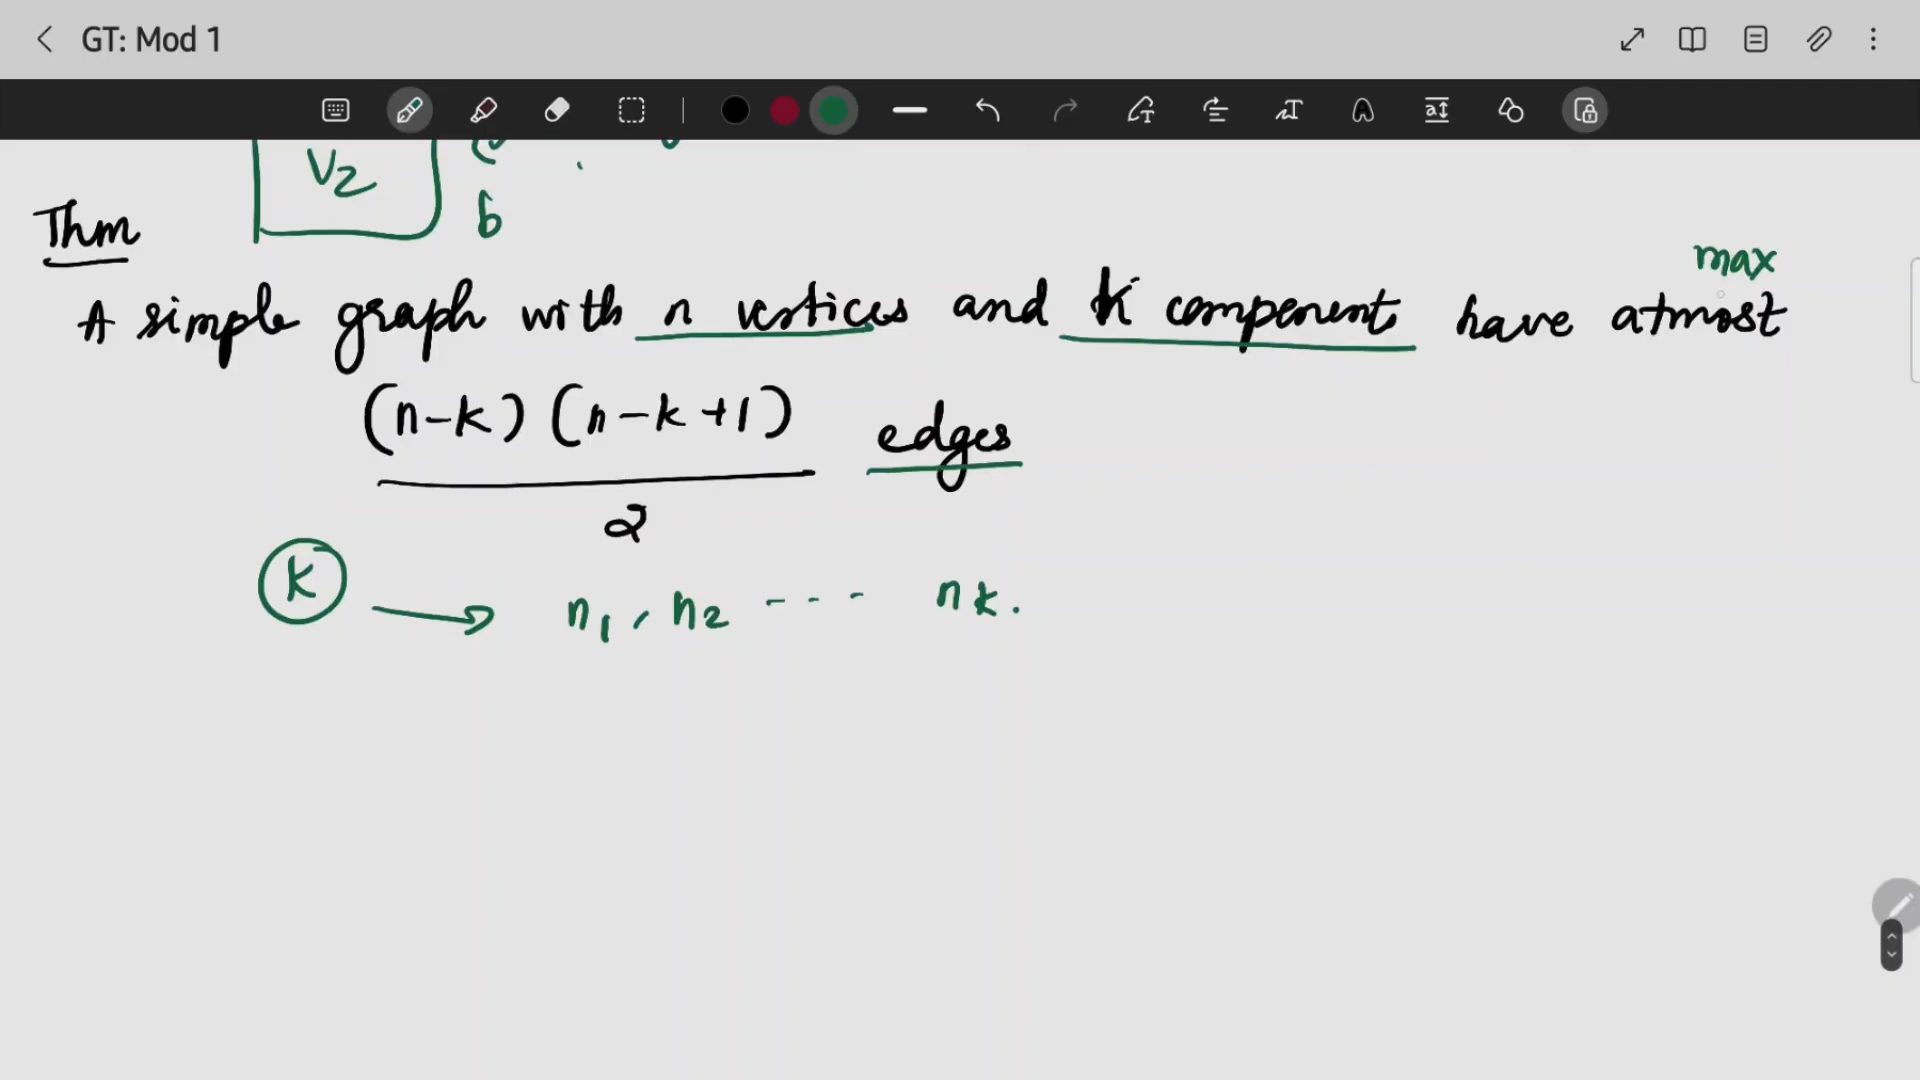 GT: Mod 1
V2
b
Thm
max
A simple graph with n vertices and K component have atmost
(n-k) (n-k+1)
edges
2
K → n1, n2 ---- nk.